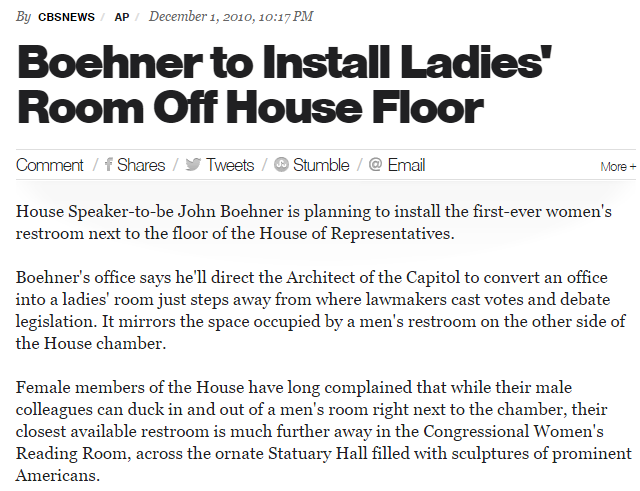 By CBSNEWS / AP / December 1, 2010, 10:17 PM
Boehner to Install Ladies'
Room Off House Floor
Comment / f Shares / Tweets / Stumble / @ Email More +
House Speaker-to-be John Boehner is planning to install the first-ever women's
restroom next to the floor of the House of Representatives.
Boehner's office says he'll direct the Architect of the Capitol to convert an office
into a ladies' room just steps away from where lawmakers cast votes and debate
legislation. It mirrors the space occupied by a men's restroom on the other side of
the House chamber.
Female members of the House have long complained that while their male
colleagues can duck in and out of a men's room right next to the chamber, their
closest available restroom is much further away in the Congressional Women's
Reading Room, across the ornate Statuary Hall filled with sculptures of prominent
Americans.